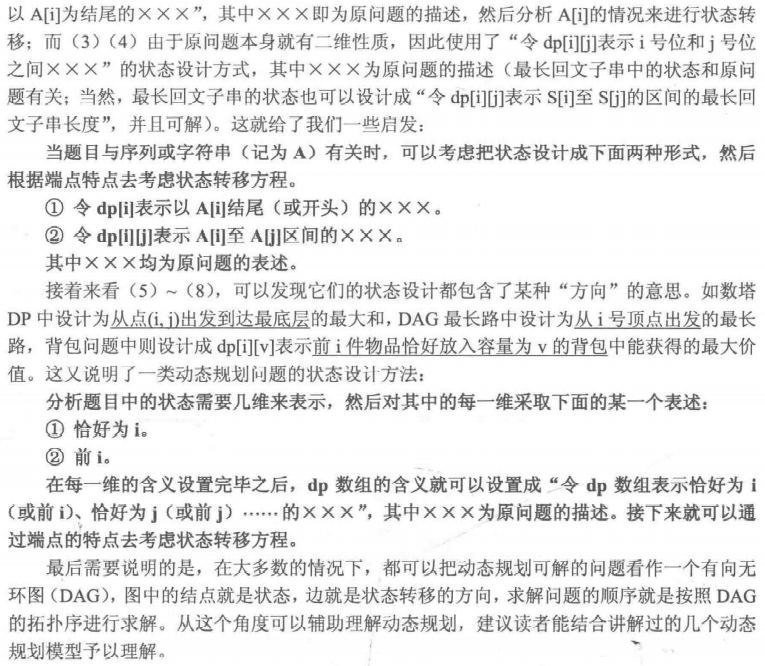 以 A[i]为结尾的×××”，其中×××即为原问题的描述，然后分析 A[i]的情况来进行状态转
移；而（3）（4）由于原问题本身就有二维性质，因此使用了“令 dp[i][j]表示 i 号位和 j 号位
之间×××”的状态设计方式，其中×××为原问题的描述（最长回文子串中的状态和原问
题有关；当然，最长回文子串的状态也可以设计成“令 dp[i][j]表示 S[i]至 S[j]的区间的最长回
文子串长度”，并且可解）。这就给了我们一些启发：
当题目与序列或字符串（记为 A）有关时，可以考虑把状态设计成下面两种形式，然后
根据端点特点去考虑状态转移方程。
① 令 dp[i]表示以 A[i]结尾（或开头）的×××。
② 令 dp[i][j]表示 A[i]至 A[j]区间的×××。
其中×××均为原问题的表述。
接着来看（5）~（8），可以发现它们的状态设计都包含了某种“方向”的意思。如数塔
DP 中设计为从点(i, j)出发到达最底层的最大和，DAG 最长路中设计为从 i 号顶点出发的最长
路，背包问题中则设计成 dp[i][v]表示前 i 件物品恰好放入容量为 v 的背包中能获得的最大价
值。这又说明了一类动态规划问题的状态设计方法：
分析题目中的状态需要几维来表示，然后对其中的每一维采取下面的某一个表述：
① 恰好为 i。
② 前 i。
在每一维的含义设置完毕之后，dp 数组的含义就可以设置成“令 dp 数组表示恰好为 i
（或前 i）、恰好为 j（或前 j）……的×××”，其中×××为原问题的描述。接下来就可以通
过端点的特点去考虑状态转移方程。
最后需要说明的是，在大多数的情况下，都可以把动态规划可解的问题看作一个有向无
环图（DAG），图中的结点就是状态，边就是状态转移的方向，求解问题的顺序就是按照 DAG
的拓扑序进行求解。从这个角度可以辅助理解动态规划，建议读者能结合讲解过的几个动态
规划模型予以理解。